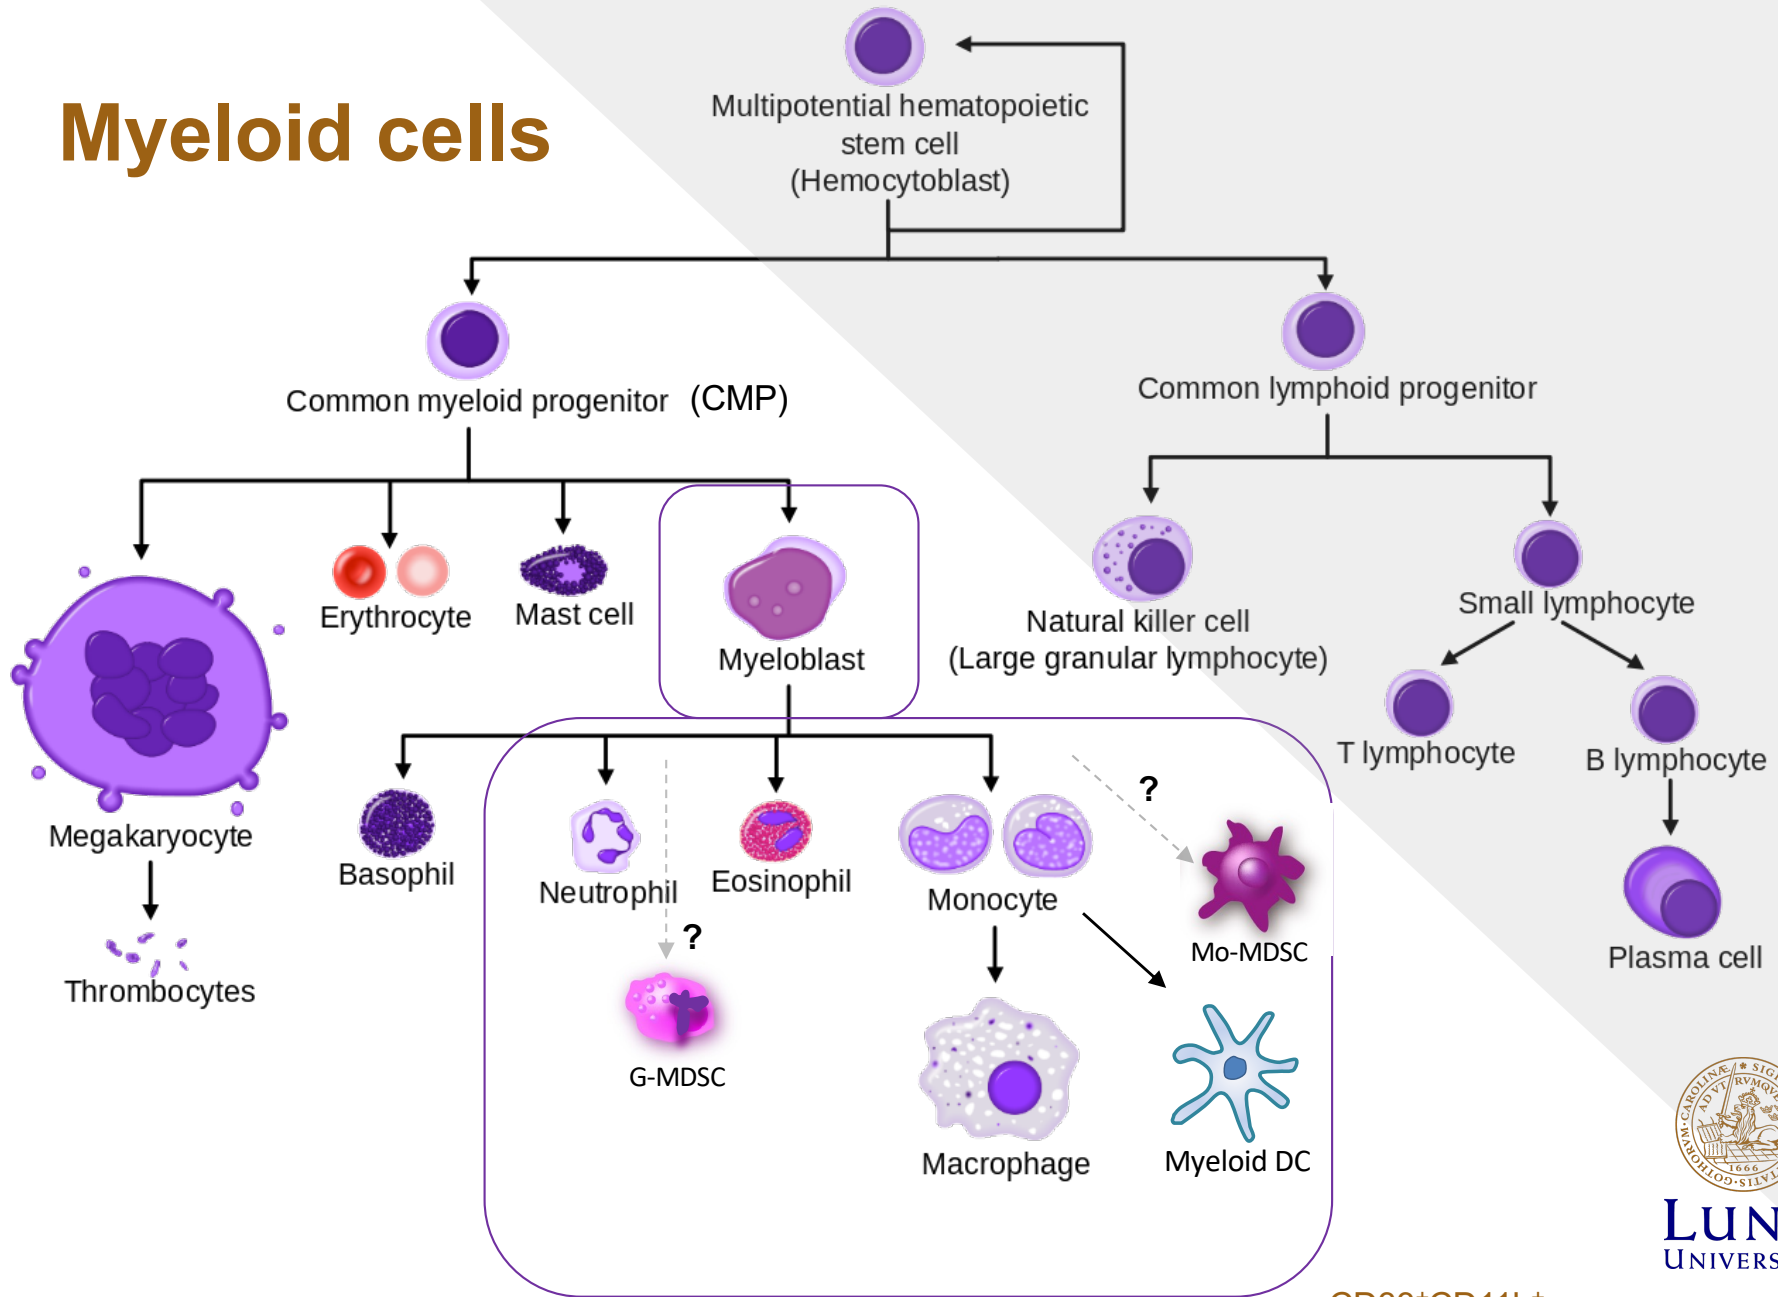 Myeloid cells
Multipotential hematopoietic
stem cell
(Hemocytoblast)
Common myeloid progenitor (CMP)
Common lymphoid progenitor
Erythrocyte
Mast cell
Myeloblast
Natural killer cell
(Large granular lymphocyte)
Small lymphocyte
T lymphocyte
B lymphocyte
Megakaryocyte
Basophil
Neutrophil
Eosinophil
Monocyte
?
?
Mo-MDSC
Plasma cell
Thrombocytes
G-MDSC
Macrophage
Myeloid DC
1666
LUN
UNIVERS